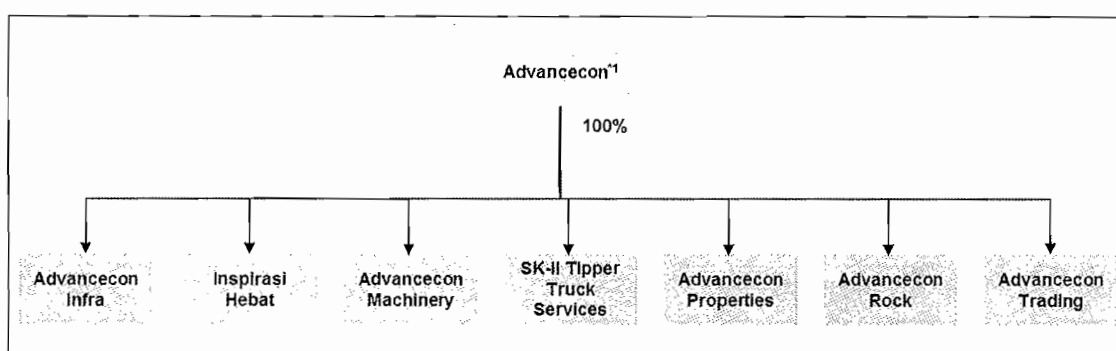 Advancecon*1
100%
Advancecon
Infra
Inspirasi
Hebat
Advancecon
Machinery
SK-II Tipper
Truck
Services
Advancecon
Properties
Advancecon
Rock
Advancecon
Trading